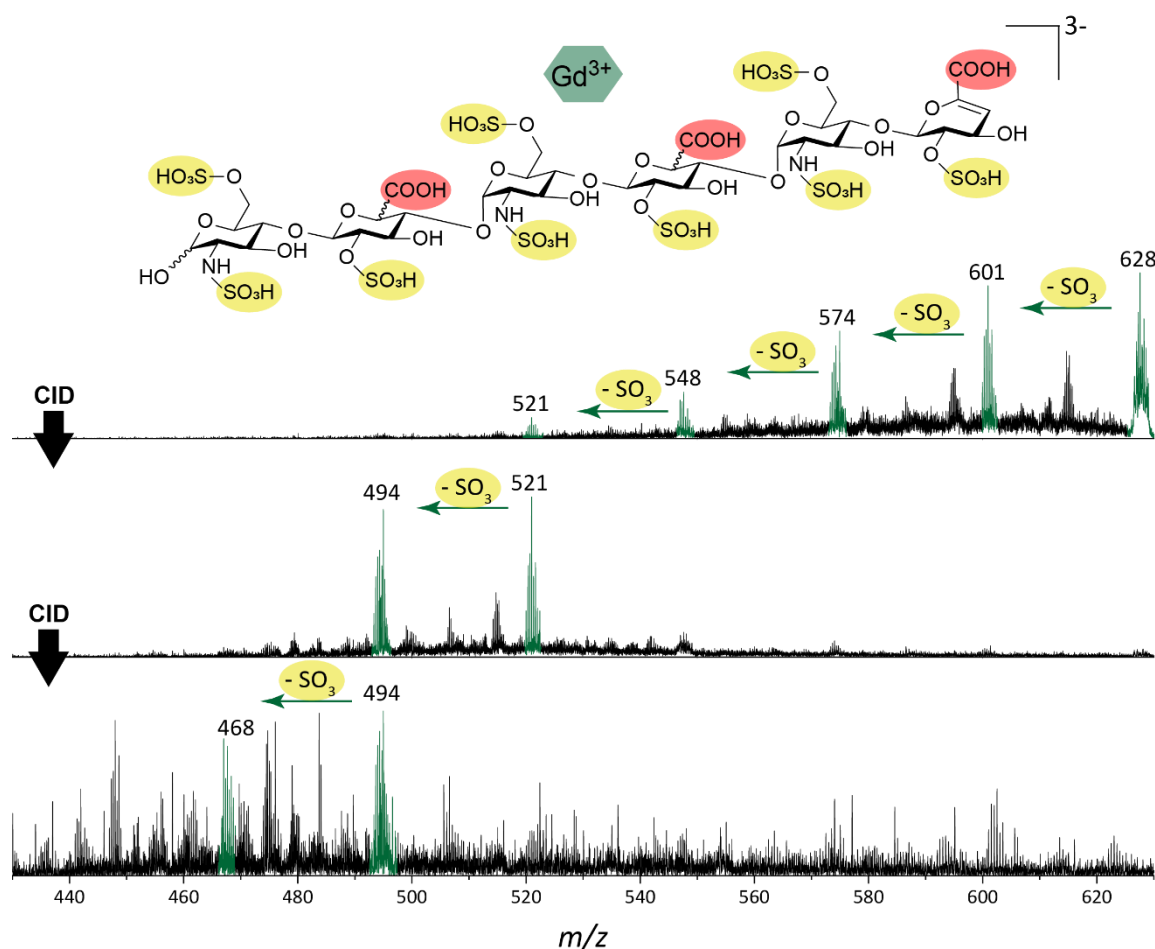 3-
Gd³⁺
COOH
HO₃S O
O O OH
HO₃S O
COOH
O O O OH
NH
O SO₃H
HO₃S O
COOH
O O O OH
NH
O SO₃H
SO₃H
O O O OH
NH
O SO₃H
SO₃H
HO OH
NH
O SO₃H
SO₃H
628
601
- SO₃
574
- SO₃
- SO₃
548
- SO₃
521
CID
494
- SO₃
521
CID
- SO₃
494
468
440 460 480 500 520 540 560 580 600 620
m/z